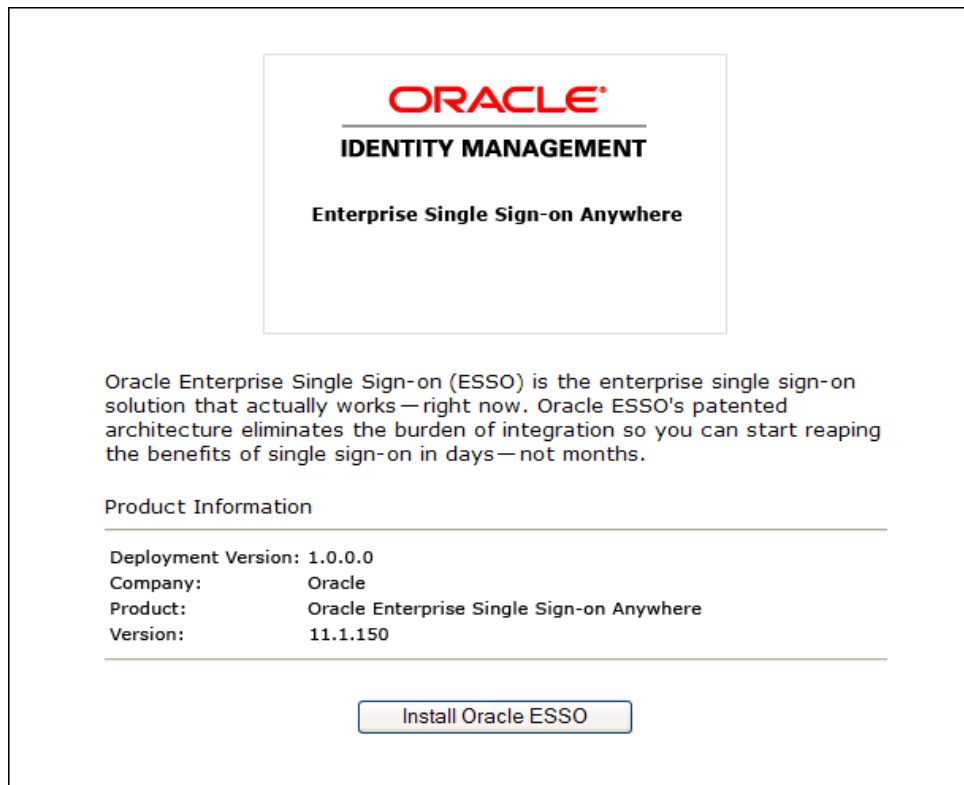 ORACLE®
IDENTITY MANAGEMENT
Enterprise Single Sign-on Anywhere
Oracle Enterprise Single Sign-on (ESSO) is the enterprise single sign-on
solution that actually works—right now. Oracle ESSO's patented
architecture eliminates the burden of integration so you can start reaping
the benefits of single sign-on in days—not months.
Product Information
Deployment Version: 1.0.0.0
Company: Oracle
Product: Oracle Enterprise Single Sign-on Anywhere
Version: 11.1.150
Install Oracle ESSO